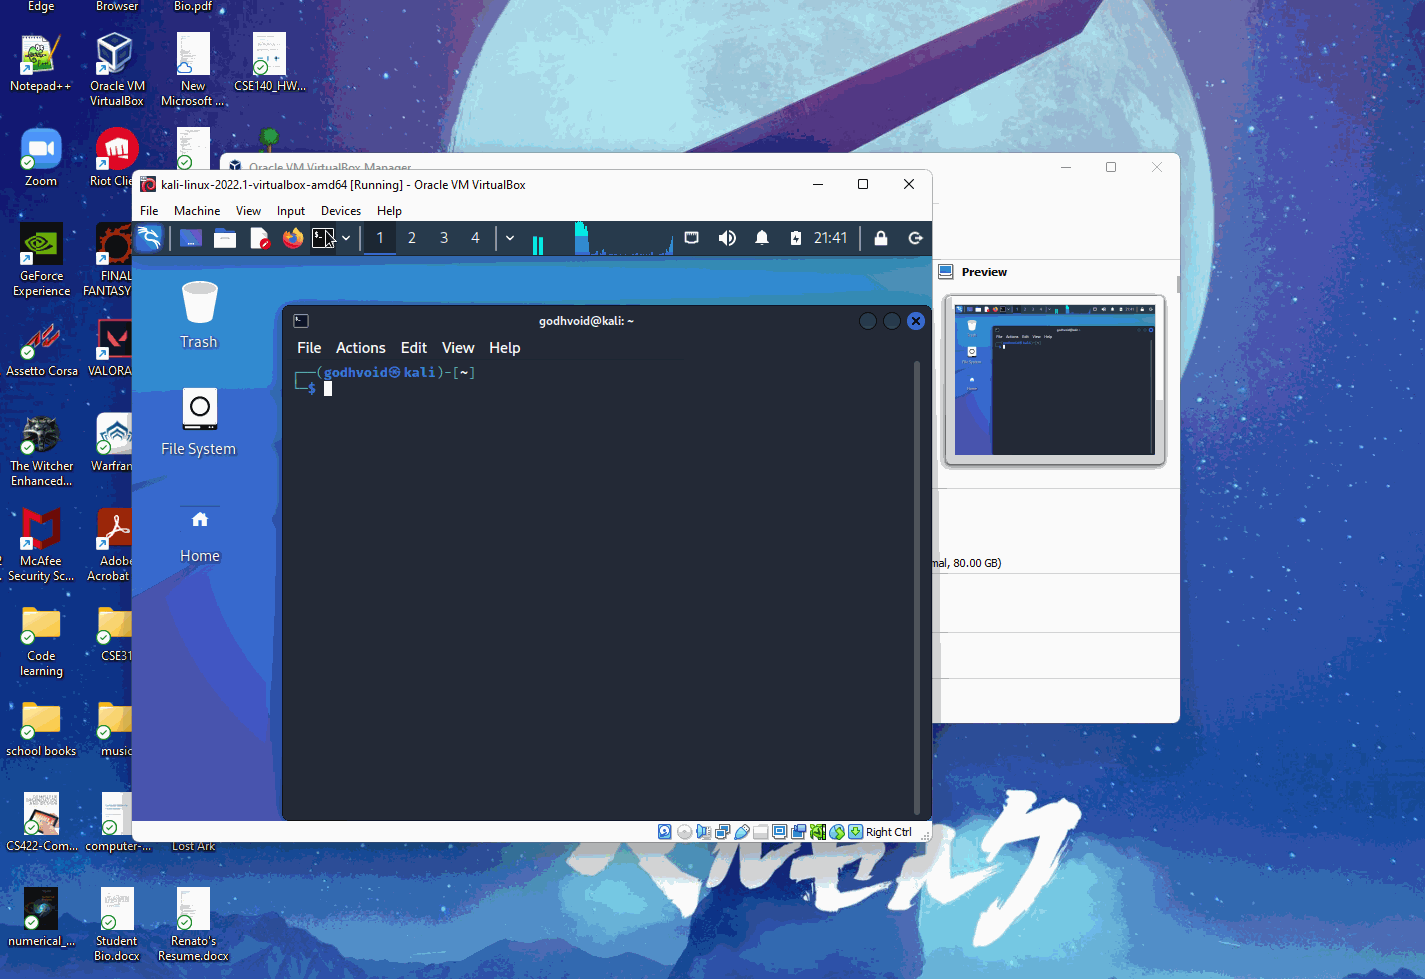 Edge
Browser
Bio.pdf
Notepad++
Oracle VM
VirtualBox
New
Microsoft ...
CSE140_HW...
Zoom
Riot Clie
Oracle VM VirtualBox Manager
kali-linux-2022.1-virtualbox-amd64 [Running] - Oracle VM VirtualBox
File Machine View Input Devices Help
1 2 3 4
21:41
GeForce
Experience
FINAL
FANTASY
Preview
Trash
godhvoid@kali: ~
File Actions Edit View Help
┌──(godhvoid㉿kali)-[~]
└─$
Assetto Corsa
VALORA
File System
The Witcher
Enhanced...
Warfran
Home
McAfee
Security Sc...
Adobe
Acrobat
mal, 80.00 GB)
Code
learning
CSE31
school books
music
Right Ctrl
CS422-Com...
computer-...
Lost Ark
numerical_...
Student
Bio.docx
Renato's
Resume.docx